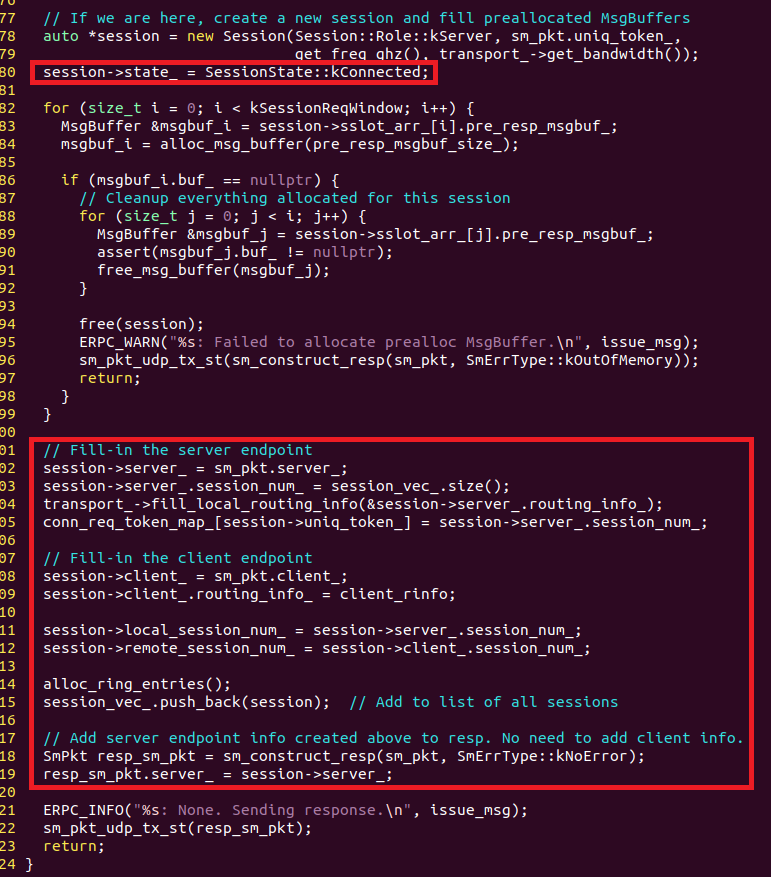 77   // If we are here, create a new session and fill preallocated MsgBuffers
78   auto *session = new Session(Session::Role::kServer, sm_pkt.uniq_token_,
79                               get_freq_ghz(), transport_->get_bandwidth());
80   session->state_ = SessionState::kConnected;
81
82   for (size_t i = 0; i < kSessionReqWindow; i++) {
83     MsgBuffer &msgbuf_i = session->sslot_arr_[i].pre_resp_msgbuf_;
84     msgbuf_i = alloc_msg_buffer(pre_resp_msgbuf_size_);
85
86     if (msgbuf_i.buf_ == nullptr) {
87       // Cleanup everything allocated for this session
88       for (size_t j = 0; j < i; j++) {
89         MsgBuffer &msgbuf_j = session->sslot_arr_[j].pre_resp_msgbuf_;
90         assert(msgbuf_j.buf_ != nullptr);
91         free_msg_buffer(msgbuf_j);
92       }
93
94       free(session);
95       ERPC_WARN("%s: Failed to allocate prealloc MsgBuffer.\n", issue_msg);
96       sm_pkt_udp_tx_st(sm_construct_resp(sm_pkt, SmErrType::kOutOfMemory));
97       return;
98     }
99   }
00
01   // Fill-in the server endpoint
02   session->server_ = sm_pkt.server_;
03   session->server_.session_num_ = session_vec_.size();
04   transport_->fill_local_routing_info(&session->server_.routing_info_);
05   conn_req_token_map_[session->uniq_token_] = session->server_.session_num_;
06
07   // Fill-in the client endpoint
08   session->client_ = sm_pkt.client_;
09   session->client_.routing_info_ = client_rinfo;
10
11   session->local_session_num_ = session->server_.session_num_;
12   session->remote_session_num_ = session->client_.session_num_;
13
14   alloc_ring_entries();
15   session_vec_.push_back(session);  // Add to list of all sessions
16
17   // Add server endpoint info created above to resp. No need to add client info.
18   SmPkt resp_sm_pkt = sm_construct_resp(sm_pkt, SmErrType::kNoError);
19   resp_sm_pkt.server_ = session->server_;
20
21   ERPC_INFO("%s: None. Sending response.\n", issue_msg);
22   sm_pkt_udp_tx_st(resp_sm_pkt);
23   return;
24 }